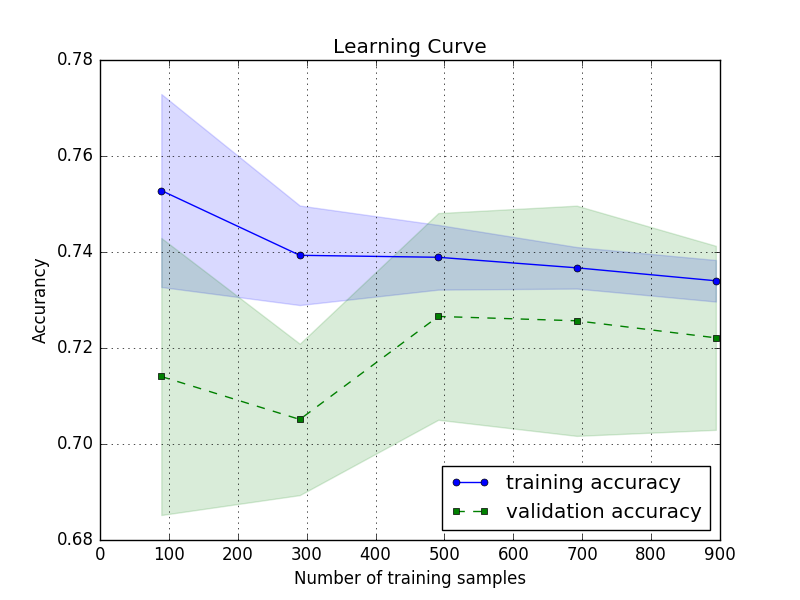 Learning Curve
0.78
0.76
0.74
0.72
0.70
0.68
Accurancy
0 100 200 300 400 500 600 700 800 900
Number of training samples
training accuracy
validation accuracy